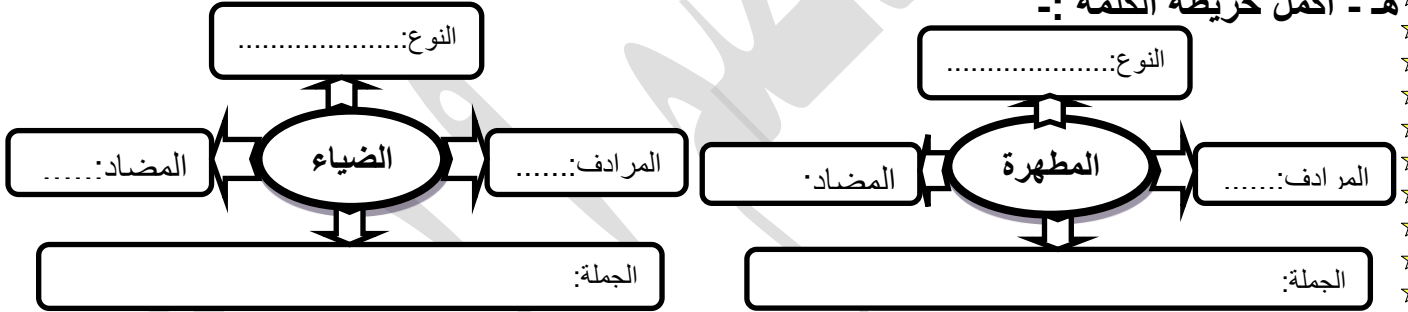 هـ - أكمل خريطة الكلمة :-
النوع:....................
المرادف:......
المطهرة
المضاد:
الجملة:
النوع:....................
المرادف:......
الضياء
المضاد:......
الجملة: